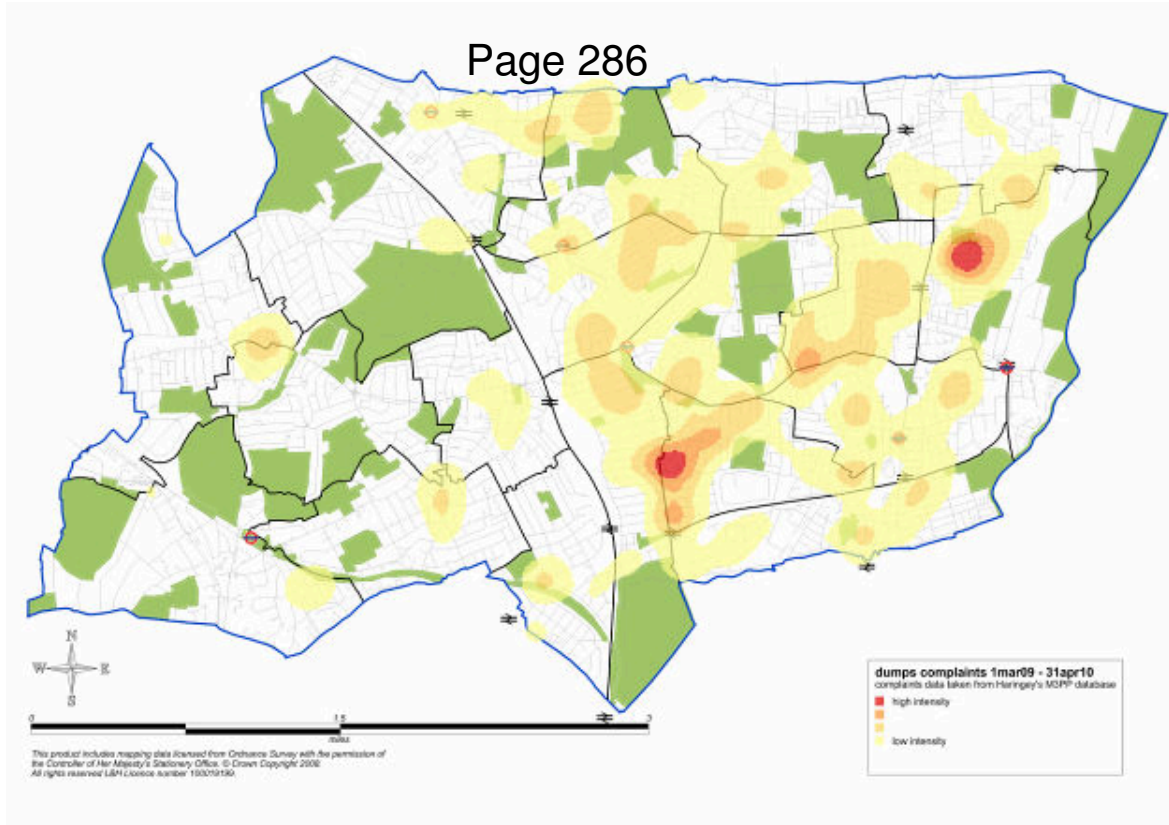 Page 286
N
W E
S
0 1.5 3
miles
dumps complaints 1mar09 - 31apr10
complaints data taken from Haringey's M3PP database
high intensity
low intensity
This product includes mapping data licensed from Ordnance Survey with the permission of
the Controller of Her Majesty's Stationery Office. © Crown Copyright 2008
All rights reserved LBH Licence number 100019199.